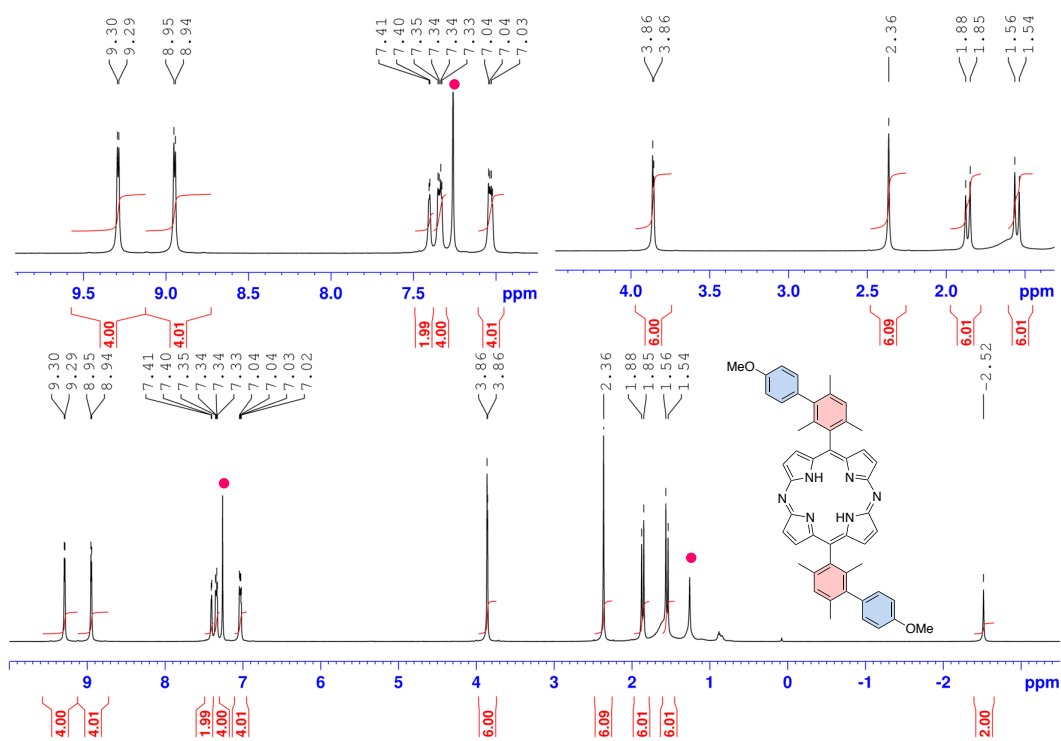 9.30 9.29 8.95 8.94 7.41 7.40 7.35 7.34 7.34 7.33 7.04 7.04 7.03
3.86 3.86 2.36 1.88 1.85 1.56 1.54
9.5 9.0 8.5 8.0 7.5 ppm
4.0 3.5 3.0 2.5 2.0 ppm
4.00 4.01 1.99 4.00 4.01
6.00 6.09 6.01 6.01
9.30 9.29 8.95 8.94 7.41 7.40 7.35 7.34 7.34 7.33 7.04 7.04 7.03 7.02 3.86 3.86 2.36 1.88 1.85 1.56 1.54 -2.52
MeO
NH N
N N
N HN
OMe
9 8 7 6 5 4 3 2 1 0 -1 -2 ppm
4.00 4.01 1.99 4.00 4.01 6.00 6.09 6.01 6.01 2.00